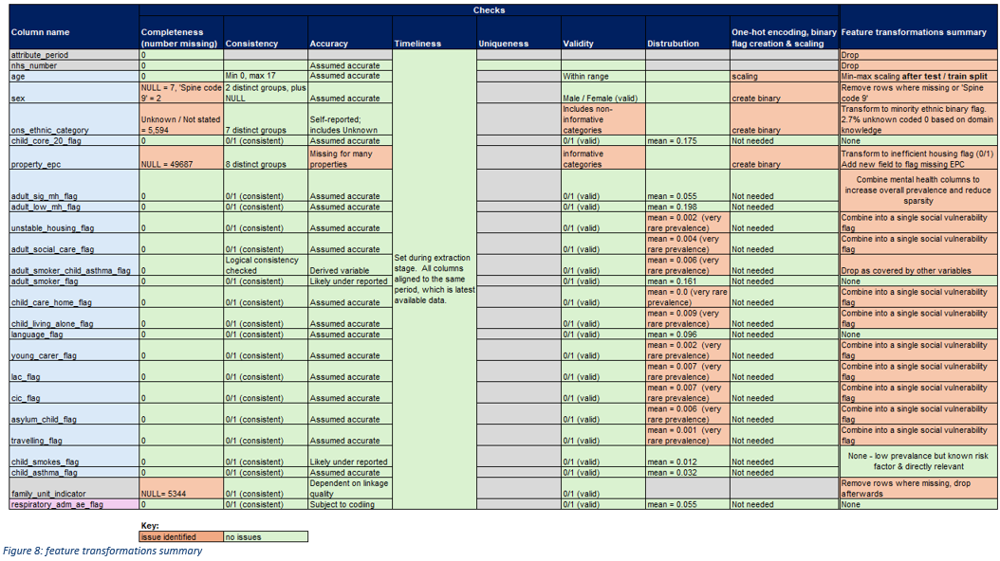 Checks
Column name
Completeness (number missing)
Consistency
Accuracy
Timeliness
Uniqueness
Validity
Distrubution
One-hot encoding, binary flag creation & scaling
Feature transformations summary
attribute_period 0 Drop
nhs_number 0 Assumed accurate Drop
age 0 Min 0, max 17 Assumed accurate Within range scaling Min-max scaling after test / train split
sex NULL = 7, 'Spine code 9' = 2 2 distinct groups, plus NULL Assumed accurate Male / Female (valid) create binary Remove rows where missing or 'Spine code 9'
ons_ethnic_category Unknown / Not stated = 5,594 7 distinct groups Self-reported; includes Unknown Includes non-informative categories create binary Transform to minority ethnic binary flag. 2.7% unknown coded 0 based on domain knowledge
child_core_20_flag 0 0/1 (consistent) Assumed accurate 0/1 (valid) mean = 0.175 Not needed None
property_epc NULL = 49687 8 distinct groups Missing for many properties informative categories create binary Transform to inefficient housing flag (0/1) Add new field to flag missing EPC
adult_sig_mh_flag 0 0/1 (consistent) Assumed accurate 0/1 (valid) mean = 0.055 Not needed Combine mental health columns to increase overall prevalence and reduce sparsity
adult_low_mh_flag 0 0/1 (consistent) Assumed accurate 0/1 (valid) mean = 0.198 Not needed
unstable_housing_flag 0 0/1 (consistent) Assumed accurate 0/1 (valid) mean = 0.002 (very rare prevalence) Not needed Combine into a single social vulnerability flag
adult_social_care_flag 0 0/1 (consistent) Assumed accurate 0/1 (valid) mean = 0.004 (very rare prevalence) Not needed Combine into a single social vulnerability flag
adult_smoker_child_asthma_flag 0 Logical consistency checked Derived variable 0/1 (valid) mean = 0.006 (very rare prevalence) Not needed Drop as covered by other variables
Set during extraction stage. All columns aligned to the same period, which is latest available data.
adult_smoker_flag 0 0/1 (consistent) Likely under reported 0/1 (valid) mean = 0.161 Not needed None
child_care_home_flag 0 0/1 (consistent) Assumed accurate 0/1 (valid) mean = 0.0 (very rare prevalence) Not needed Combine into a single social vulnerability flag
child_living_alone_flag 0 0/1 (consistent) Assumed accurate 0/1 (valid) mean = 0.009 (very rare prevalence) Not needed Combine into a single social vulnerability flag
language_flag 0 0/1 (consistent) Assumed accurate 0/1 (valid) mean = 0.096 Not needed None
young_carer_flag 0 0/1 (consistent) Assumed accurate 0/1 (valid) mean = 0.002 (very rare prevalence) Not needed Combine into a single social vulnerability flag
lac_flag 0 0/1 (consistent) Assumed accurate 0/1 (valid) mean = 0.007 (very rare prevalence) Not needed Combine into a single social vulnerability flag
cic_flag 0 0/1 (consistent) Assumed accurate 0/1 (valid) mean = 0.007 (very rare prevalence) Not needed Combine into a single social vulnerability flag
asylum_child_flag 0 0/1 (consistent) Assumed accurate 0/1 (valid) mean = 0.006 (very rare prevalence) Not needed Combine into a single social vulnerability flag
travelling_flag 0 0/1 (consistent) Assumed accurate 0/1 (valid) mean = 0.001 (very rare prevalence) Not needed Combine into a single social vulnerability flag
child_smokes_flag 0 0/1 (consistent) Likely under reported 0/1 (valid) mean = 0.012 Not needed None - low prevalance but known risk factor & directly relevant
child_asthma_flag 0 0/1 (consistent) Assumed accurate 0/1 (valid) mean = 0.032 Not needed
family_unit_indicator NULL= 5344 0/1 (consistent) Dependent on linkage quality 0/1 (valid) Remove rows where missing, drop afterwards
respiratory_adm_ae_flag 0 0/1 (consistent) Subject to codiing 0/1 (valid) mean = 0.055 Not needed None
Key:
issue identified no issues
Figure 8: feature transformations summary